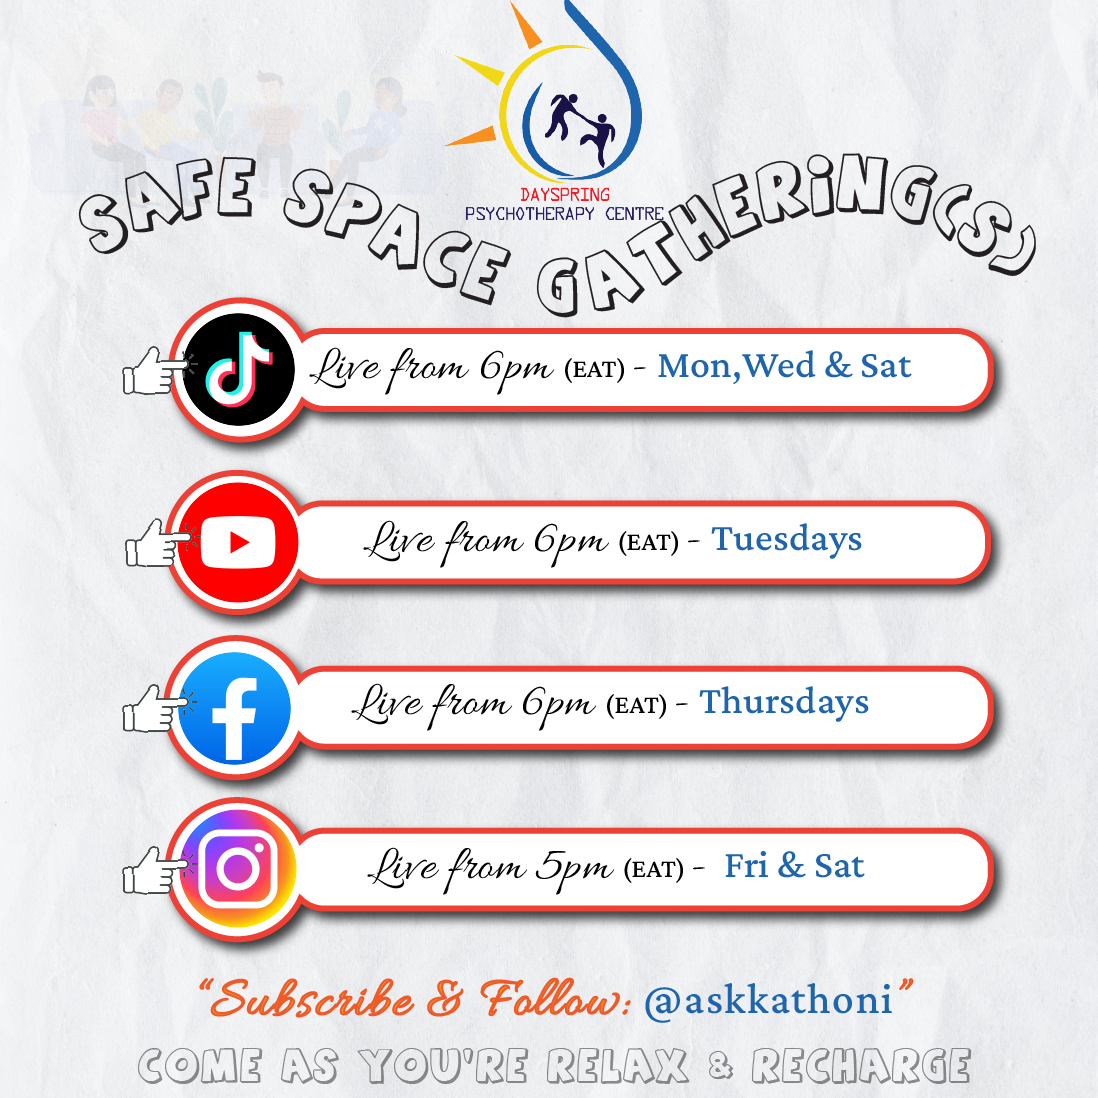 DAYSPRING
PSYCHOTHERAPY CENTRE
SAFE SPACE GATHERiNG(S)
Live from 6pm (EAT) - Mon,Wed & Sat
Live from 6pm (EAT) - Tuesdays
Live from 6pm (EAT) - Thursdays
Live from 5pm (EAT) - Fri & Sat
“Subscribe & Follow: @askkathoni”
COME AS YOU'RE RELAX & RECHARGE